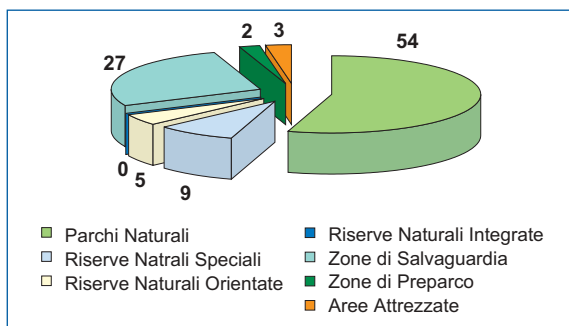 2 3
54
27
0
5
9
Parchi Naturali
Riserve Natrali Speciali
Riserve Naturali Orientate
Riserve Naturali Integrate
Zone di Salvaguardia
Zone di Preparco
Aree Attrezzate